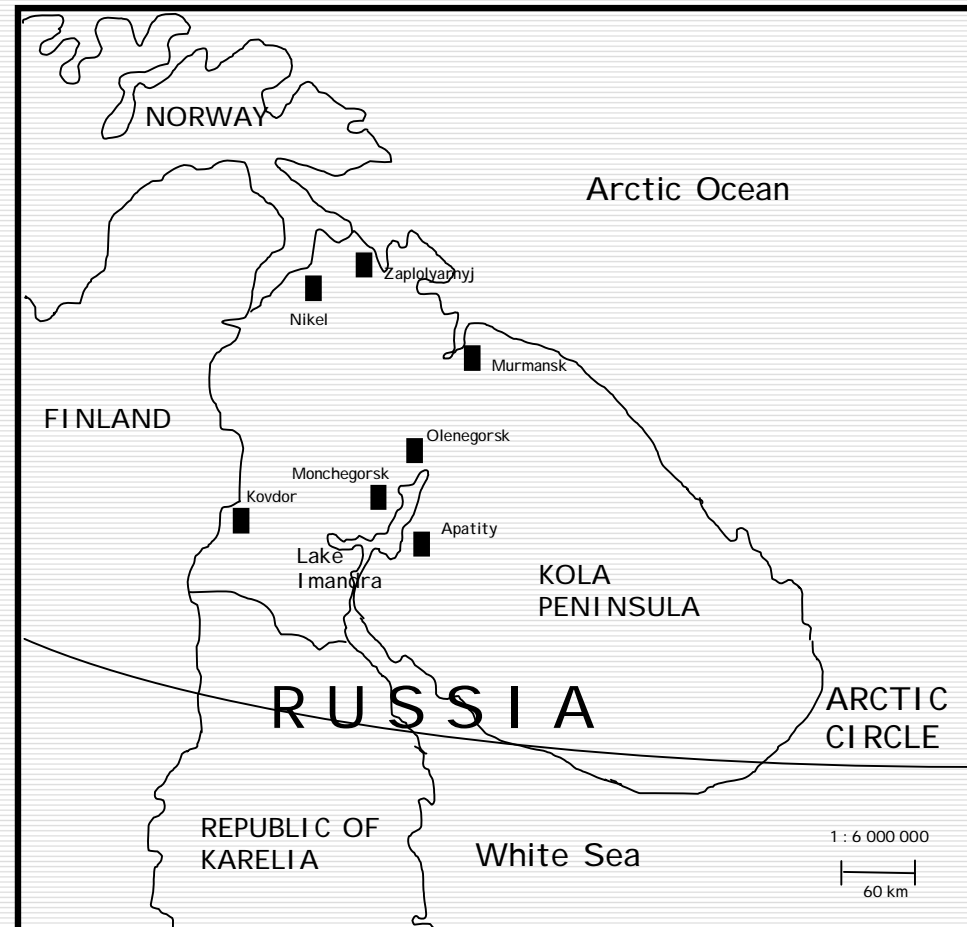 NORWAY
Arctic Ocean
Zaplolyarnyj
Nikel
Murmansk
FINLAND
Olenegorsk
Monchegorsk
Kovdor
Apatity
Lake
Imandra
KOLA
PENINSULA
RUSSIA
ARCTIC
CIRCLE
REPUBLIC OF
KARELIA
White Sea
1 : 6 000 000
60 km